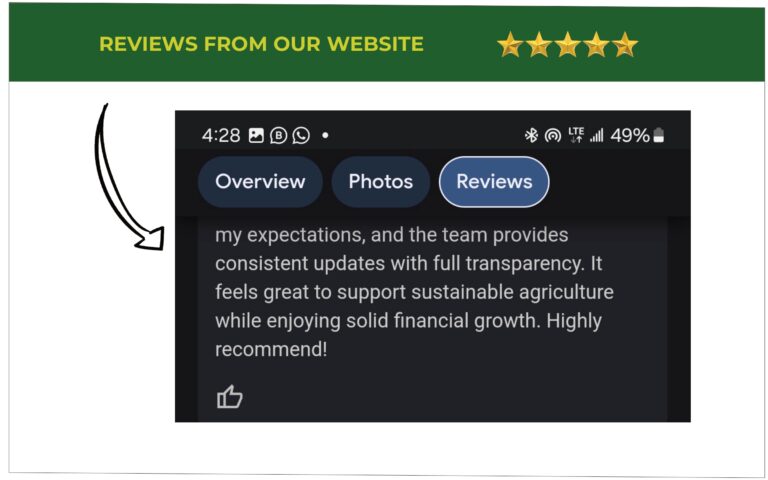 REVIEWS FROM OUR WEBSITE
4:28 LTE 49%
Overview Photos Reviews
my expectations, and the team provides
consistent updates with full transparency. It
feels great to support sustainable agriculture
while enjoying solid financial growth. Highly
recommend!